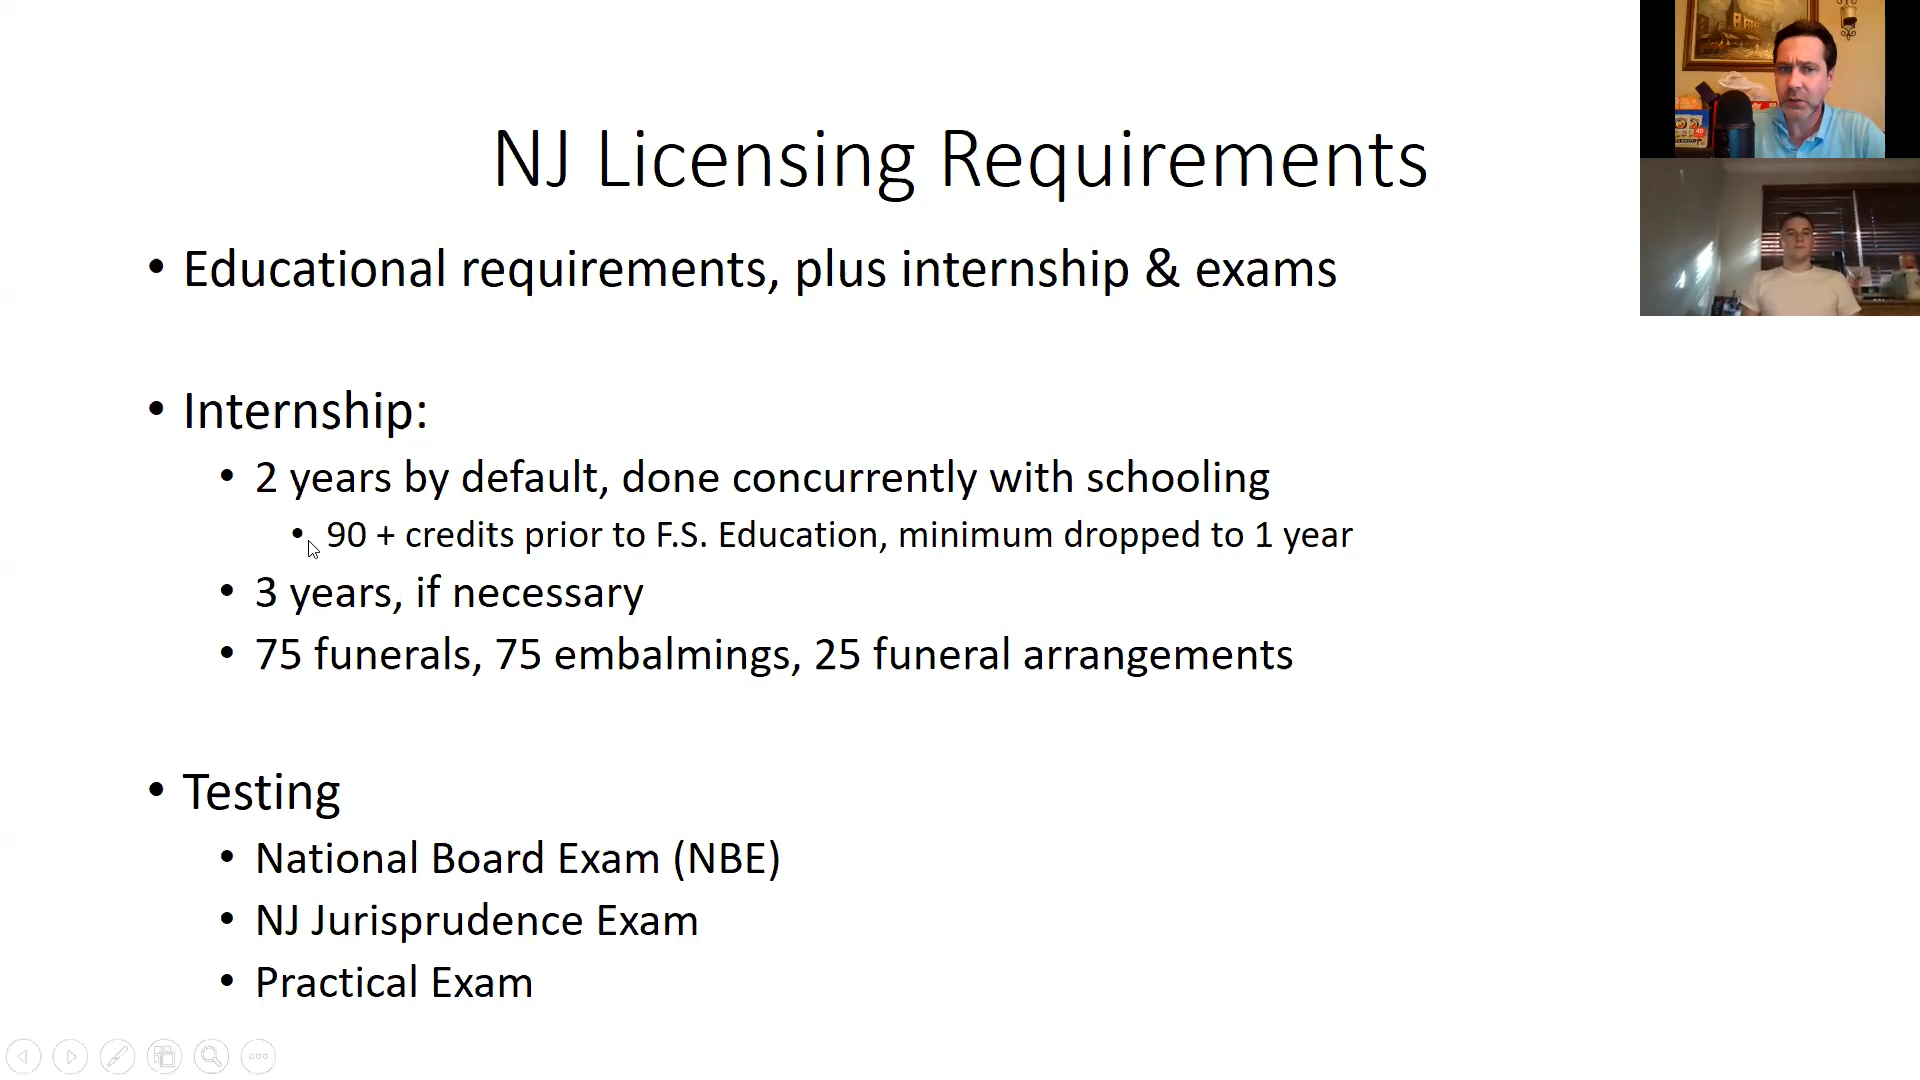 NJ Licensing Requirements
• Educational requirements, plus internship & exams
• Internship:
• 2 years by default, done concurrently with schooling
• 90 + credits prior to F.S. Education, minimum dropped to 1 year
• 3 years, if necessary
• 75 funerals, 75 embalmings, 25 funeral arrangements
• Testing
• National Board Exam (NBE)
• NJ Jurisprudence Exam
• Practical Exam